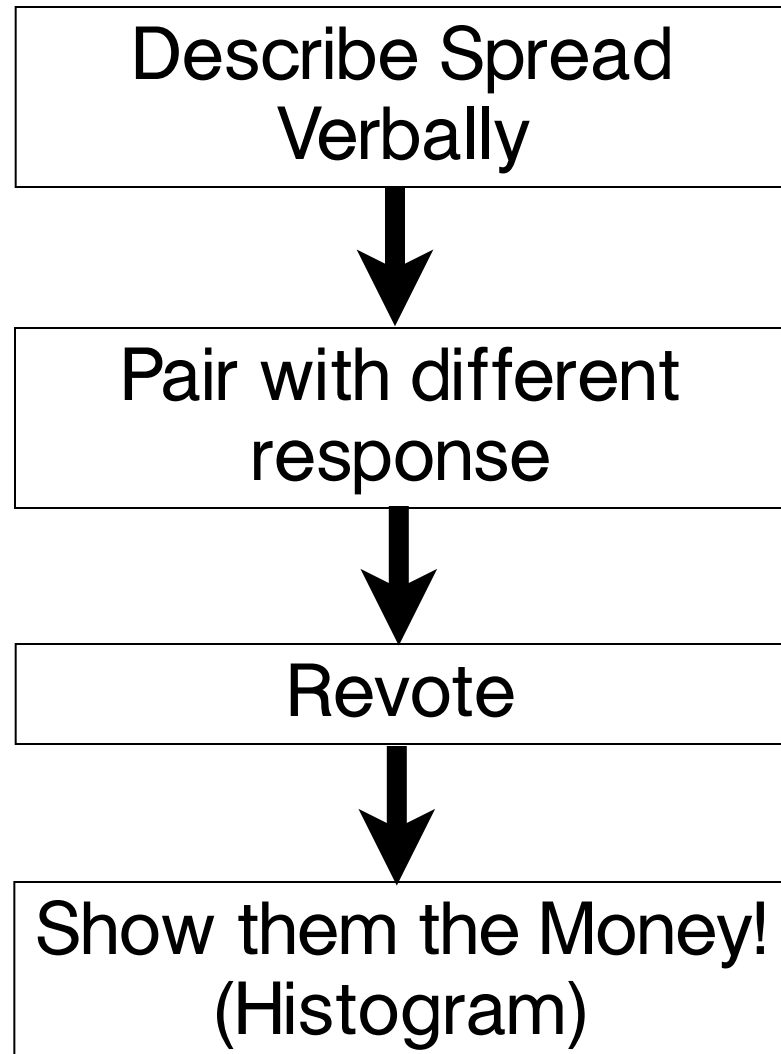 Describe Spread
Verbally
Pair with different
response
Revote
Show them the Money!
(Histogram)